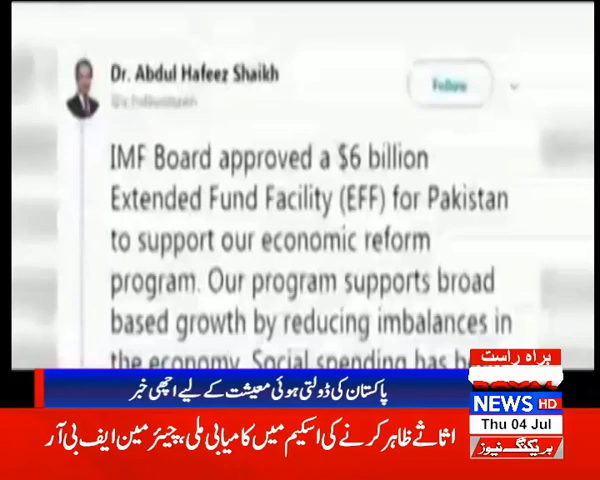 Dr. Abdul Hafeez Shaikh
Follow
IMF Board approved a $6 billion
Extended Fund Facility (EFF) for Pakistan
to support our economic reform
program. Our program supports broad
based growth by reducing imbalances in
the economy. Social spending has
براہ راست
پاکستان کی ڈولتی ہوئی معیشت کے لیے اچھی خبر
NEWS HD
Thu 04 Jul
اثاثے ظاہر کرنے کی اسکیم میں کامیابی ملی، چیئرمین ایف بی آر
بریکنگ نیوز